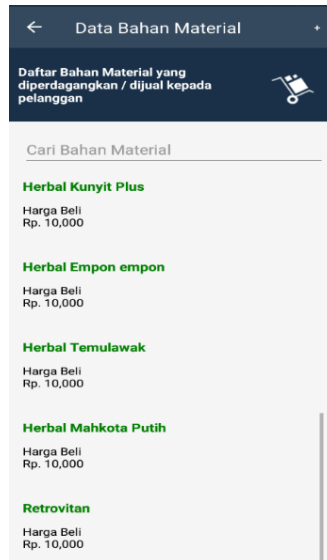 Data Bahan Material
Daftar Bahan Material yang
diperdagangkan / dijual kepada
pelanggan
Cari Bahan Material
Herbal Kunyit Plus
Harga Beli
Rp. 10,000
Herbal Empon empon
Harga Beli
Rp. 10,000
Herbal Temulawak
Harga Beli
Rp. 10,000
Herbal Mahkota Putih
Harga Beli
Rp. 10,000
Retrovitan
Harga Beli
Rp. 10,000